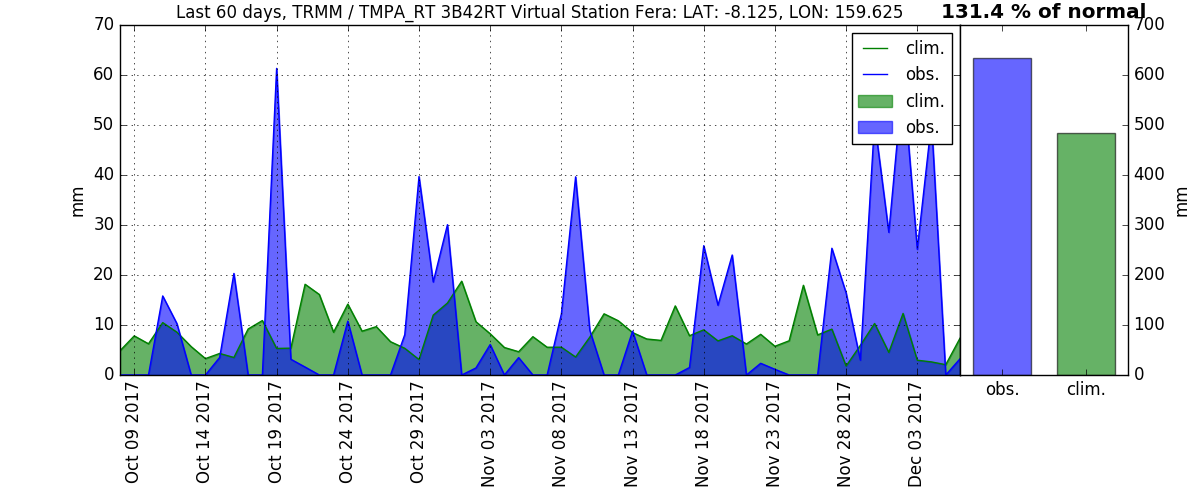 Last 60 days, TRMM / TMPA_RT 3B42RT Virtual Station Fera: LAT: -8.125, LON: 159.625
131.4 % of normal
70
60
50
40
30
20
10
0
mm
clim.
obs.
clim.
obs.
Oct 09 2017
Oct 14 2017
Oct 19 2017
Oct 24 2017
Oct 29 2017
Nov 03 2017
Nov 08 2017
Nov 13 2017
Nov 18 2017
Nov 23 2017
Nov 28 2017
Dec 03 2017
700
600
500
400
300
200
100
0
mm
obs.
clim.